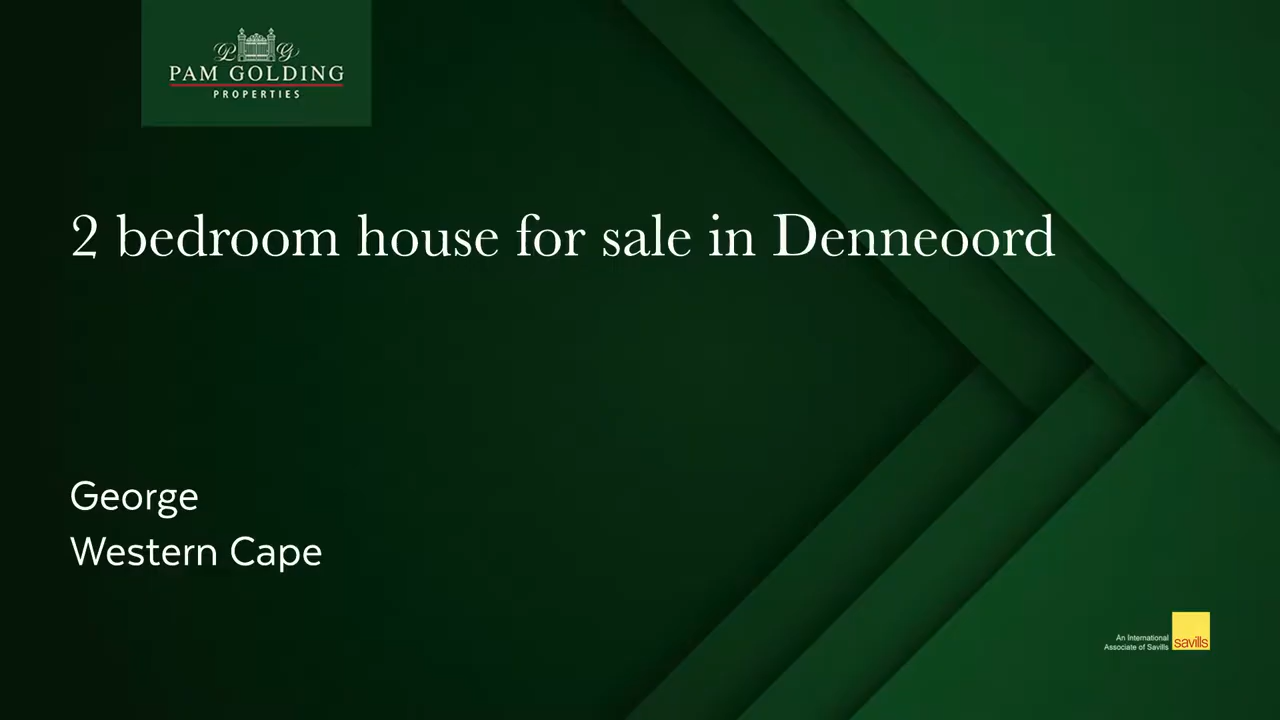 P G
PAM GOLDING
PROPERTIES
2 bedroom house for sale in Denneoord
George
Western Cape
An International
Associate of Savills
savills